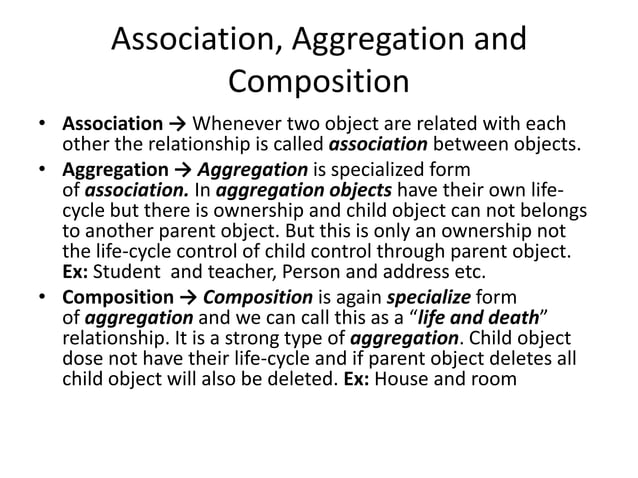 Association, Aggregation and
Composition
• Association → Whenever two object are related with each
other the relationship is called association between objects.
• Aggregation → Aggregation is specialized form
of association. In aggregation objects have their own life-
cycle but there is ownership and child object can not belongs
to another parent object. But this is only an ownership not
the life-cycle control of child control through parent object.
Ex: Student  and teacher, Person and address etc.
• Composition → Composition is again specialize form
of aggregation and we can call this as a “life and death”
relationship. It is a strong type of aggregation. Child object
dose not have their life-cycle and if parent object deletes all
child object will also be deleted. Ex: House and room